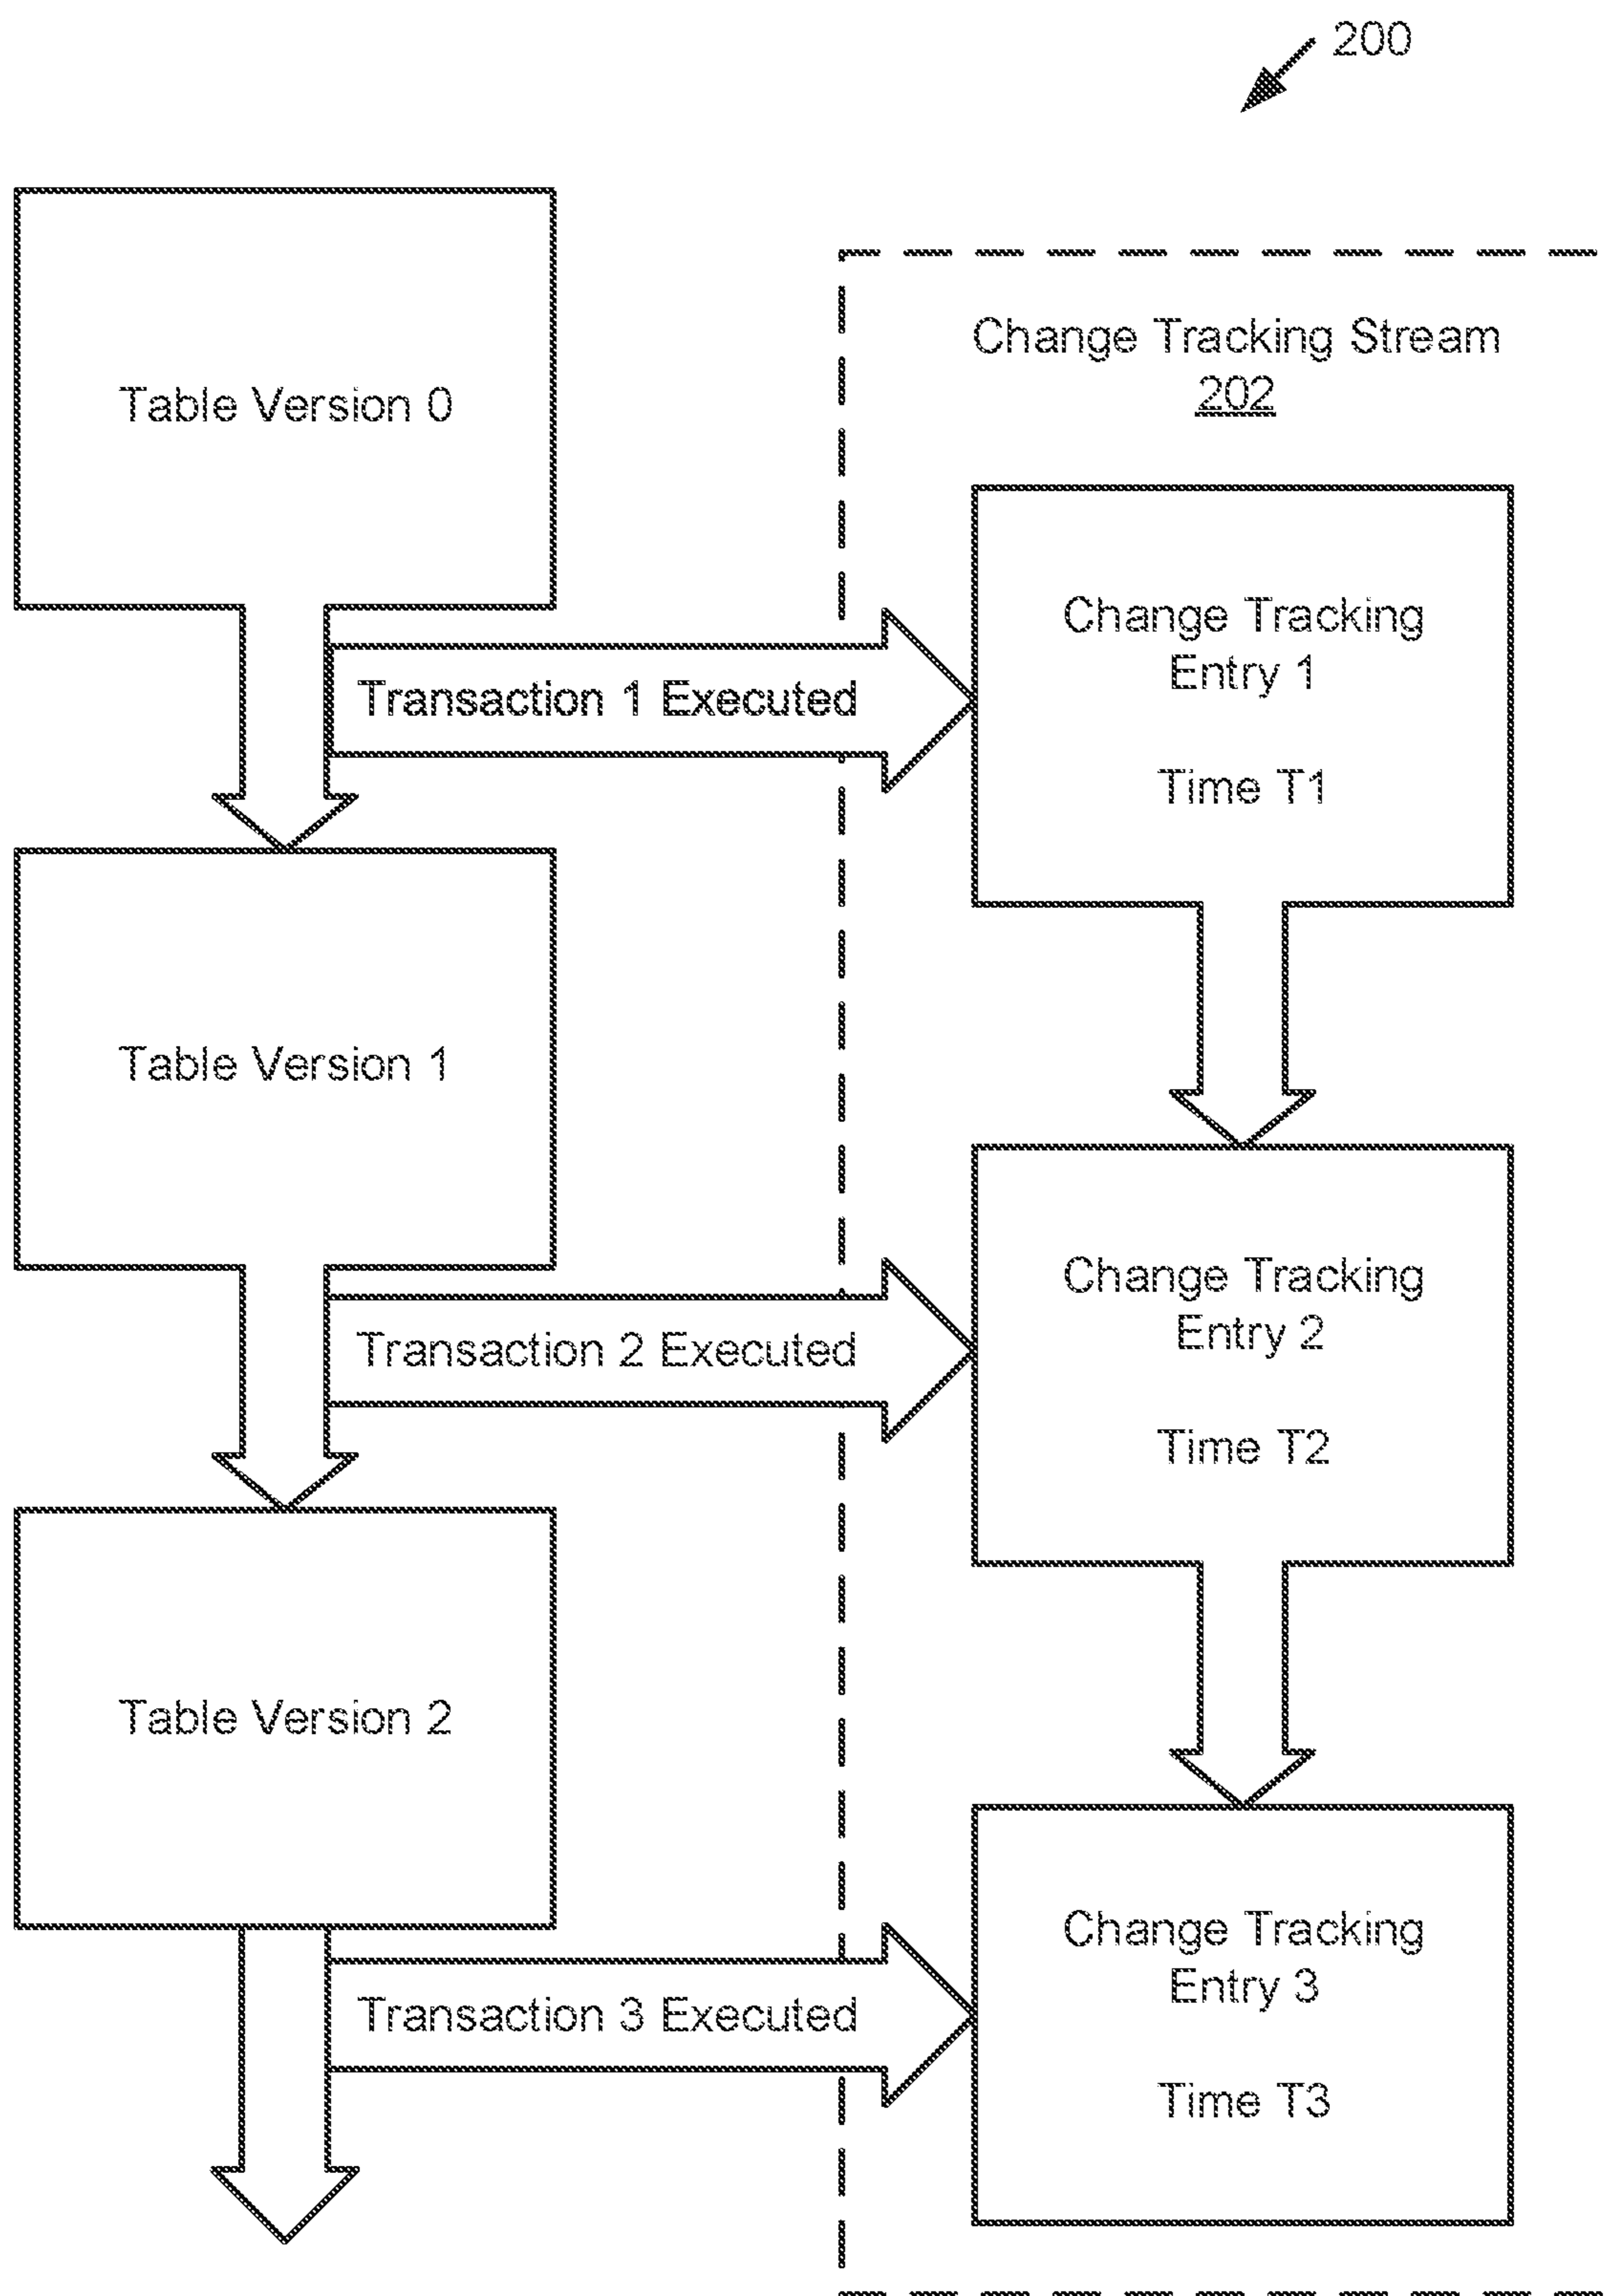 200
Table Version 0
Change Tracking Stream
202
Transaction 1 Executed
Change Tracking
Entry 1
Time T1
Table Version 1
Transaction 2 Executed
Change Tracking
Entry 2
Time T2
Table Version 2
Transaction 3 Executed
Change Tracking
Entry 3
Time T3